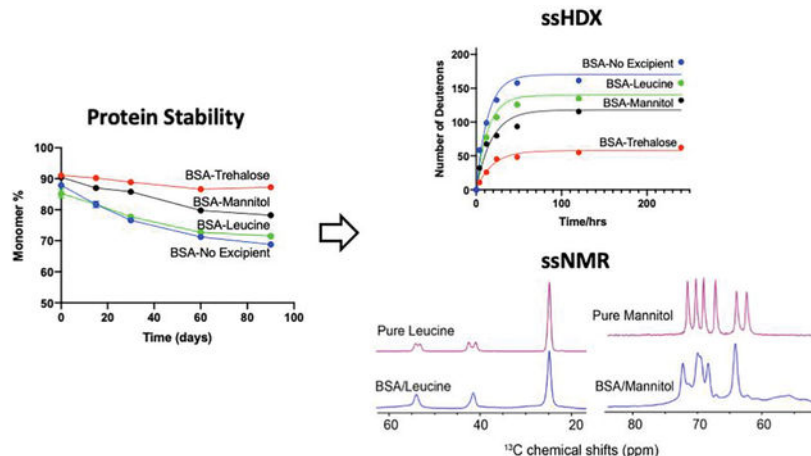 Protein Stability
Monomer %
100
90
80
70
60
50
BSA-Trehalose
BSA-Mannitol
BSA-Leucine
BSA-No Excipient
0
20
40
60
80
100
Time (days)
ssHDX
Number of Deuterons
200
150
100
50
0
BSA-No Excipient
BSA-Leucine
BSA-Mannitol
BSA-Trehalose
0
100
200
Time/hrs
ssNMR
Pure Leucine
BSA/Leucine
60
40
20
Pure Mannitol
BSA/Mannitol
80
70
60
¹³C chemical shifts (ppm)